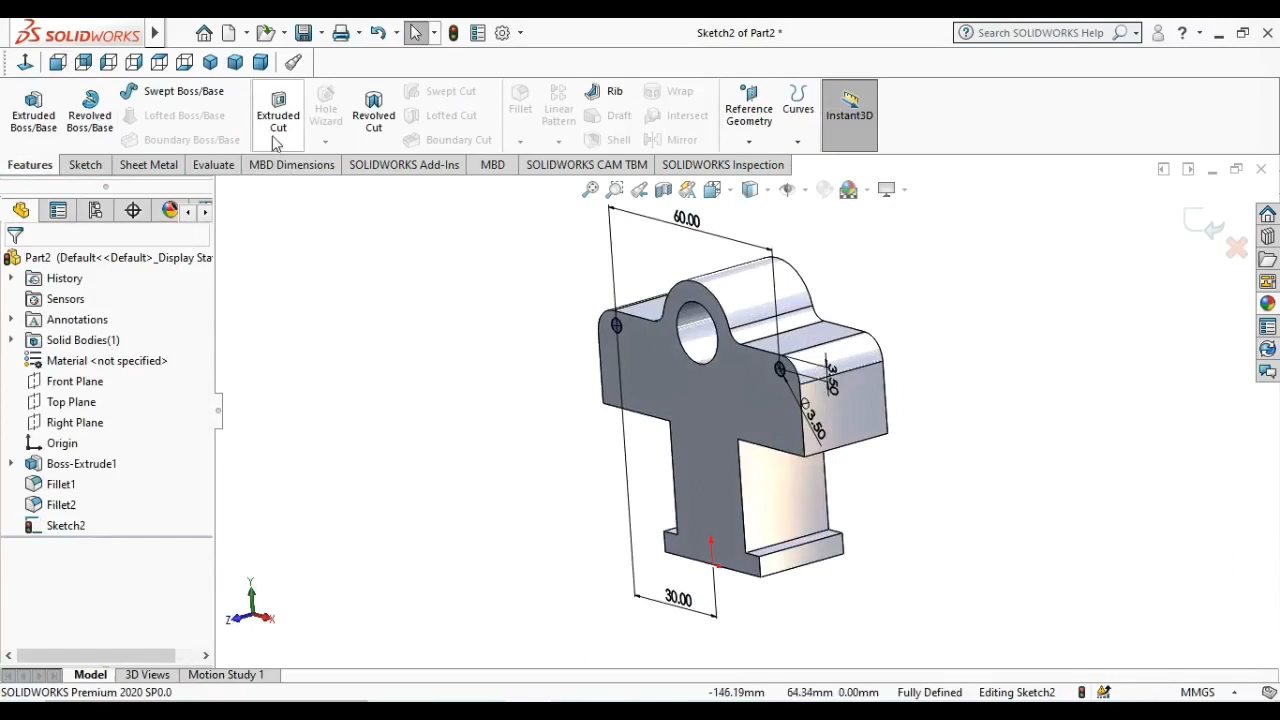 SOLIDWORKS
Sketch2 of Part2 *
Search SOLIDWORKS Help
Extruded Boss/Base
Revolved Boss/Base
Swept Boss/Base
Lofted Boss/Base
Boundary Boss/Base
Extruded Cut
Hole Wizard
Revolved Cut
Swept Cut
Lofted Cut
Boundary Cut
Fillet
Linear Pattern
Rib
Draft
Shell
Wrap
Intersect
Mirror
Reference Geometry
Curves
Instant3D
Features
Sketch
Sheet Metal
Evaluate
MBD Dimensions
SOLIDWORKS Add-Ins
MBD
SOLIDWORKS CAM TBM
SOLIDWORKS Inspection
Part2 (Default<<Default>_Display Sta
History
Sensors
Annotations
Solid Bodies(1)
Material <not specified>
Front Plane
Top Plane
Right Plane
Origin
Boss-Extrude1
Fillet1
Fillet2
Sketch2
60.00
3.50
Ø3.50
30.00
Y
Z
X
Model
3D Views
Motion Study 1
SOLIDWORKS Premium 2020 SP0.0
-146.19mm
64.34mm 0.00mm
Fully Defined
Editing Sketch2
MMGS